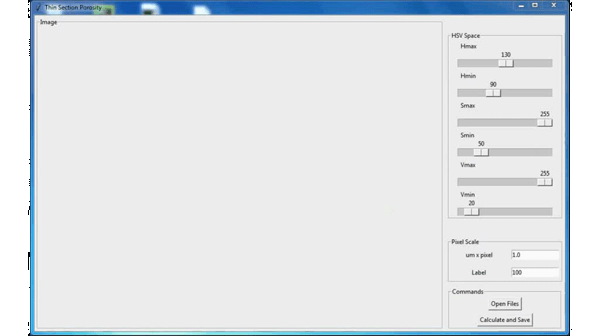 Thin Section Porosity
Image
HSV Space
Hmax
130
Hmin
90
Smax
255
Smin
50
Vmax
255
Vmin
20
Pixel Scale
um x pixel 1.0
Label 100
Commands
Open Files
Calculate and Save